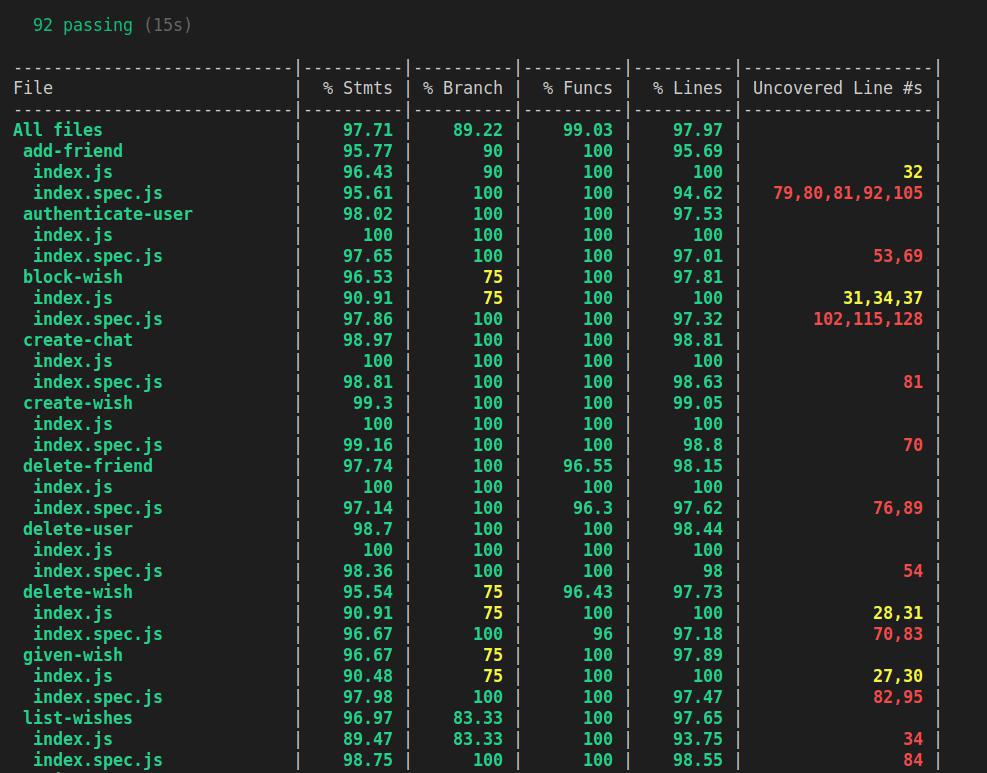 92 passing (15s)
----------------------------|----------|----------|----------|----------|-------------------|
File                        |  % Stmts | % Branch |  % Funcs |  % Lines | Uncovered Line #s |
----------------------------|----------|----------|----------|----------|-------------------|
All files                   |    97.71 |    89.22 |    99.03 |    97.97 |                   |
 add-friend                 |    95.77 |       90 |      100 |    95.69 |                   |
  index.js                  |    96.43 |       90 |      100 |      100 |                32 |
  index.spec.js             |    95.61 |      100 |      100 |    94.62 |   79,80,81,92,105 |
 authenticate-user          |    98.02 |      100 |      100 |    97.53 |                   |
  index.js                  |      100 |      100 |      100 |      100 |                   |
  index.spec.js             |    97.65 |      100 |      100 |    97.01 |             53,69 |
 block-wish                 |    96.53 |       75 |      100 |    97.81 |                   |
  index.js                  |    90.91 |       75 |      100 |      100 |          31,34,37 |
  index.spec.js             |    97.86 |      100 |      100 |    97.32 |       102,115,128 |
 create-chat                |    98.97 |      100 |      100 |    98.81 |                   |
  index.js                  |      100 |      100 |      100 |      100 |                   |
  index.spec.js             |    98.81 |      100 |      100 |    98.63 |                81 |
 create-wish                |     99.3 |      100 |      100 |    99.05 |                   |
  index.js                  |      100 |      100 |      100 |      100 |                   |
  index.spec.js             |    99.16 |      100 |      100 |     98.8 |                70 |
 delete-friend              |    97.74 |      100 |    96.55 |    98.15 |                   |
  index.js                  |      100 |      100 |      100 |      100 |                   |
  index.spec.js             |    97.14 |      100 |     96.3 |    97.62 |             76,89 |
 delete-user                |     98.7 |      100 |      100 |    98.44 |                   |
  index.js                  |      100 |      100 |      100 |      100 |                   |
  index.spec.js             |    98.36 |      100 |      100 |       98 |                54 |
 delete-wish                |    95.54 |       75 |    96.43 |    97.73 |                   |
  index.js                  |    90.91 |       75 |      100 |      100 |             28,31 |
  index.spec.js             |    96.67 |      100 |       96 |    97.18 |             70,83 |
 given-wish                 |    96.67 |       75 |      100 |    97.89 |                   |
  index.js                  |    90.48 |       75 |      100 |      100 |             27,30 |
  index.spec.js             |    97.98 |      100 |      100 |    97.47 |             82,95 |
 list-wishes                |    96.97 |    83.33 |      100 |    97.65 |                   |
  index.js                  |    89.47 |    83.33 |      100 |    93.75 |                34 |
  index.spec.js             |    98.75 |      100 |      100 |    98.55 |                84 |